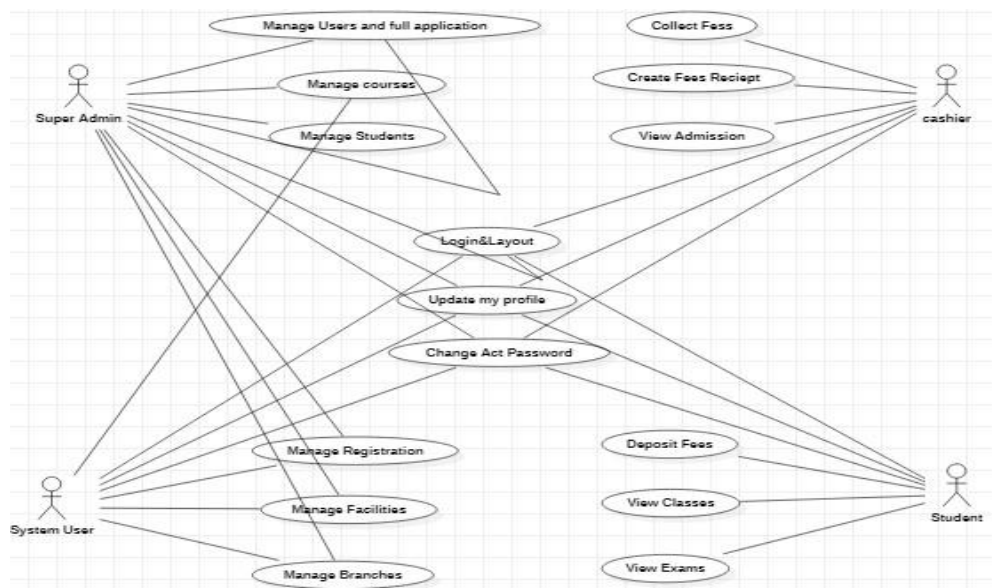 Manage Users and full application
Collect Fess
Manage courses
Create Fees Reciept
Super Admin
cashier
Manage Students
View Admission
Login&Layout
Update my profile
Change Act Password
Manage Registration
Deposit Fees
Manage Facilities
View Classes
System User
Student
Manage Branches
View Exams